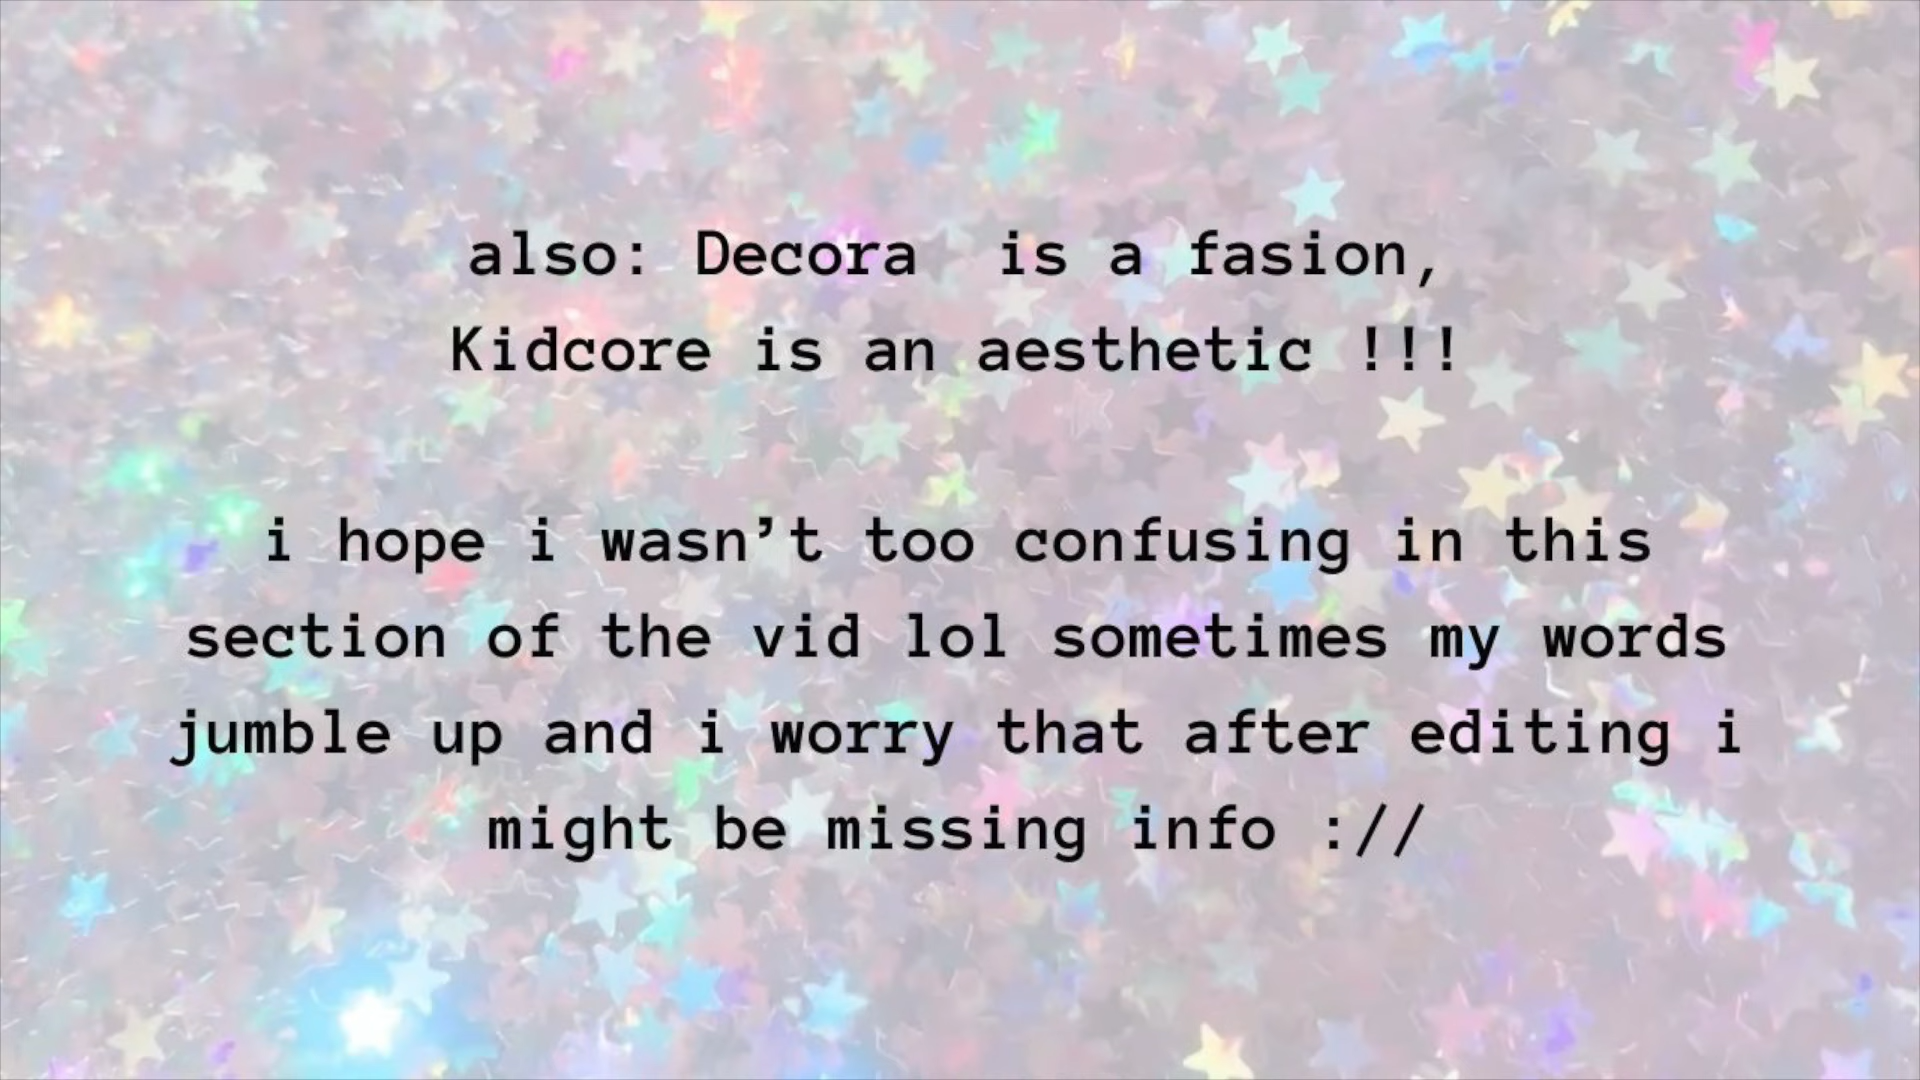 also: Decora  is a fasion,
Kidcore is an aesthetic !!!
i hope i wasn’t too confusing in this
section of the vid lol sometimes my words
jumble up and i worry that after editing i
might be missing info ://